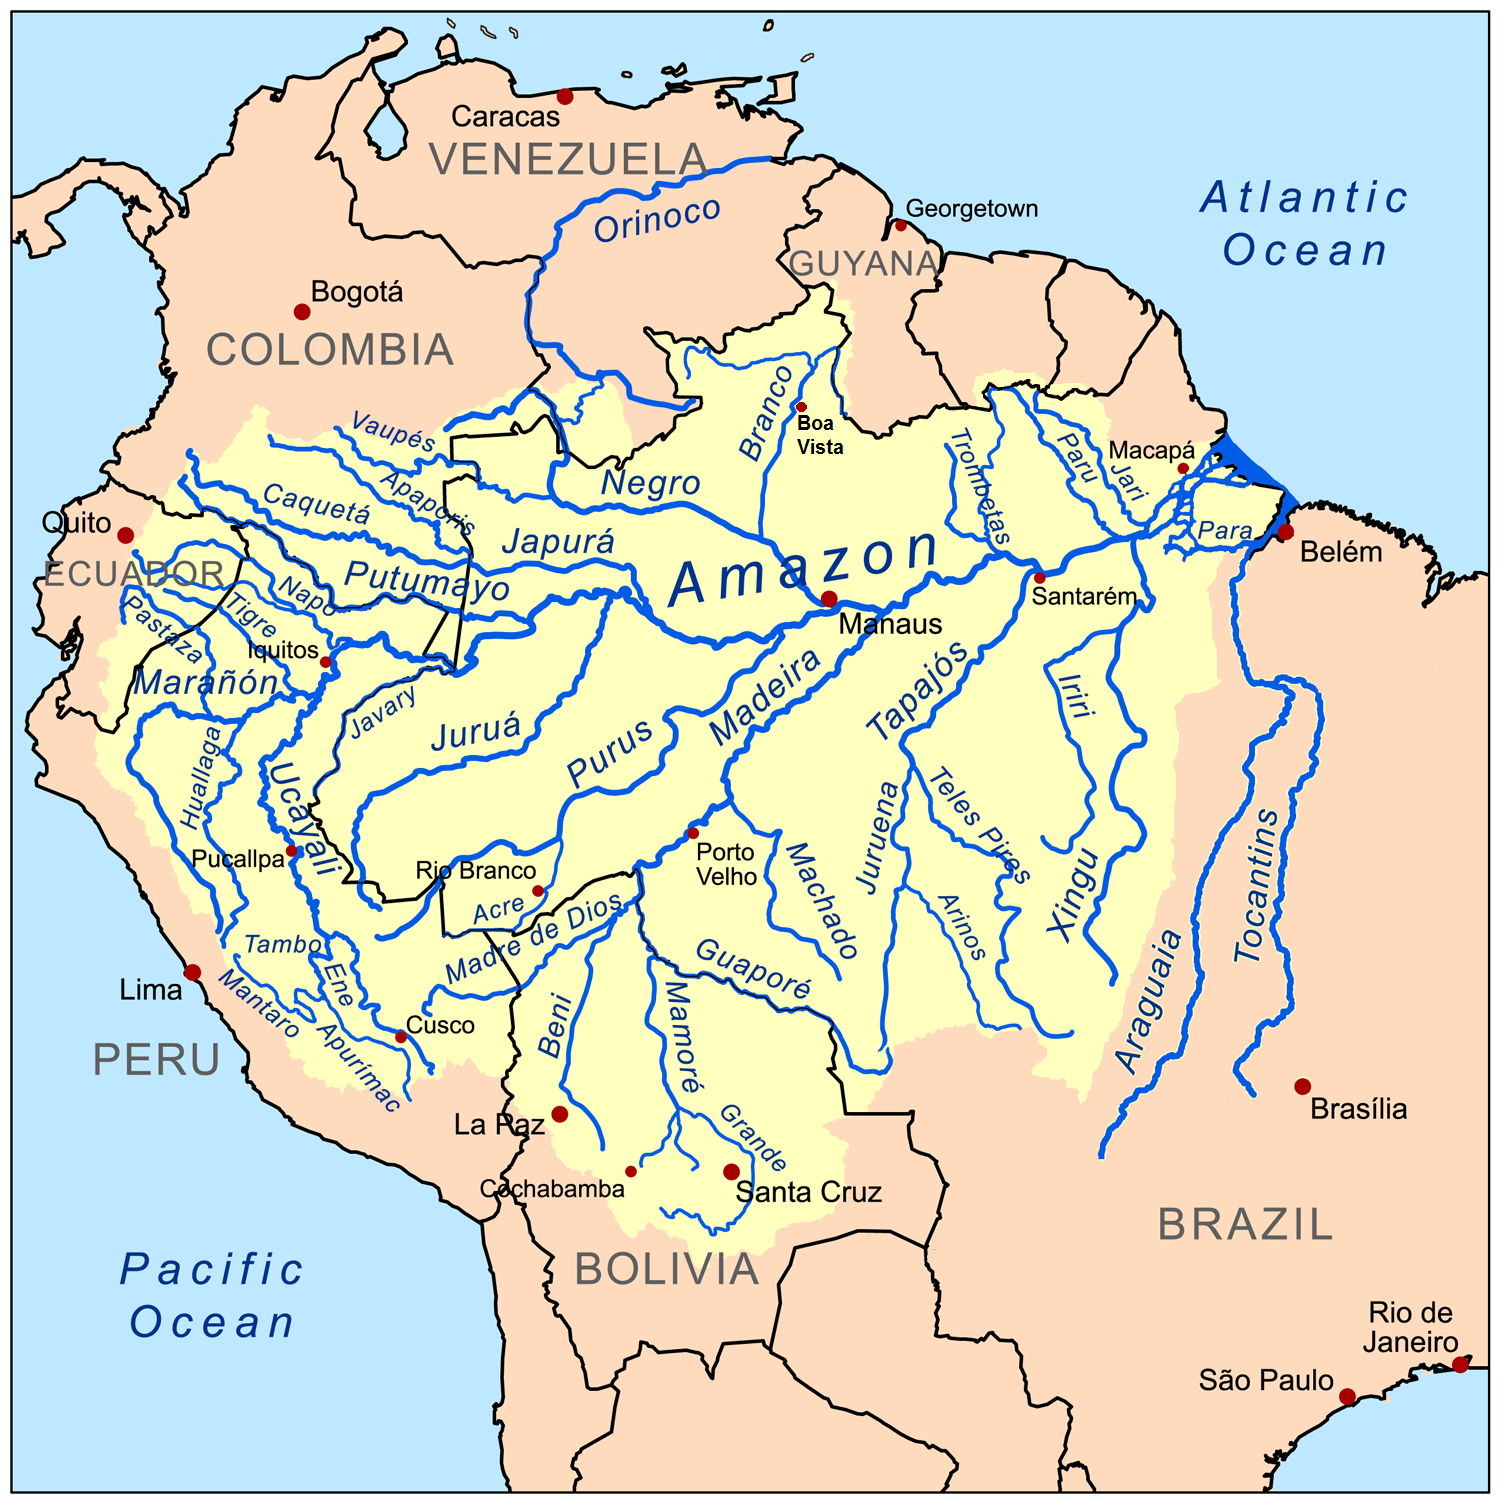 Caracas
VENEZUELA
Orinoco
Atlantic
Ocean
Georgetown
GUYANA
Bogotá
COLOMBIA
Vaupés
Branco
Boa
Vista
Trombetas
Paru
Jari
Macapá
Apaporis
Caquetá
Negro
Quito
Japurá
Para
Belém
Amazon
ECUADOR
Napo
Putumayo
Santarém
Pastaza
Tigre
Iquitos
Manaus
Marañón
Javary
Juruá
Purus
Madeira
Tapajós
Iriri
Huallaga
Ucayali
Pucallpa
Rio Branco
Acre
Porto
Velho
Machado
Juruena
Teles Pires
Arinos
Xingu
Araguaia
Tocantins
Tambo
Ene
Mantaro
Apurímac
Lima
Cusco
Madre de Dios
Beni
Mamoré
Guaporé
PERU
La Paz
Grande
Cochabamba
Santa Cruz
Brasília
BRAZIL
BOLIVIA
Pacific
Ocean
Rio de
Janeiro
São Paulo